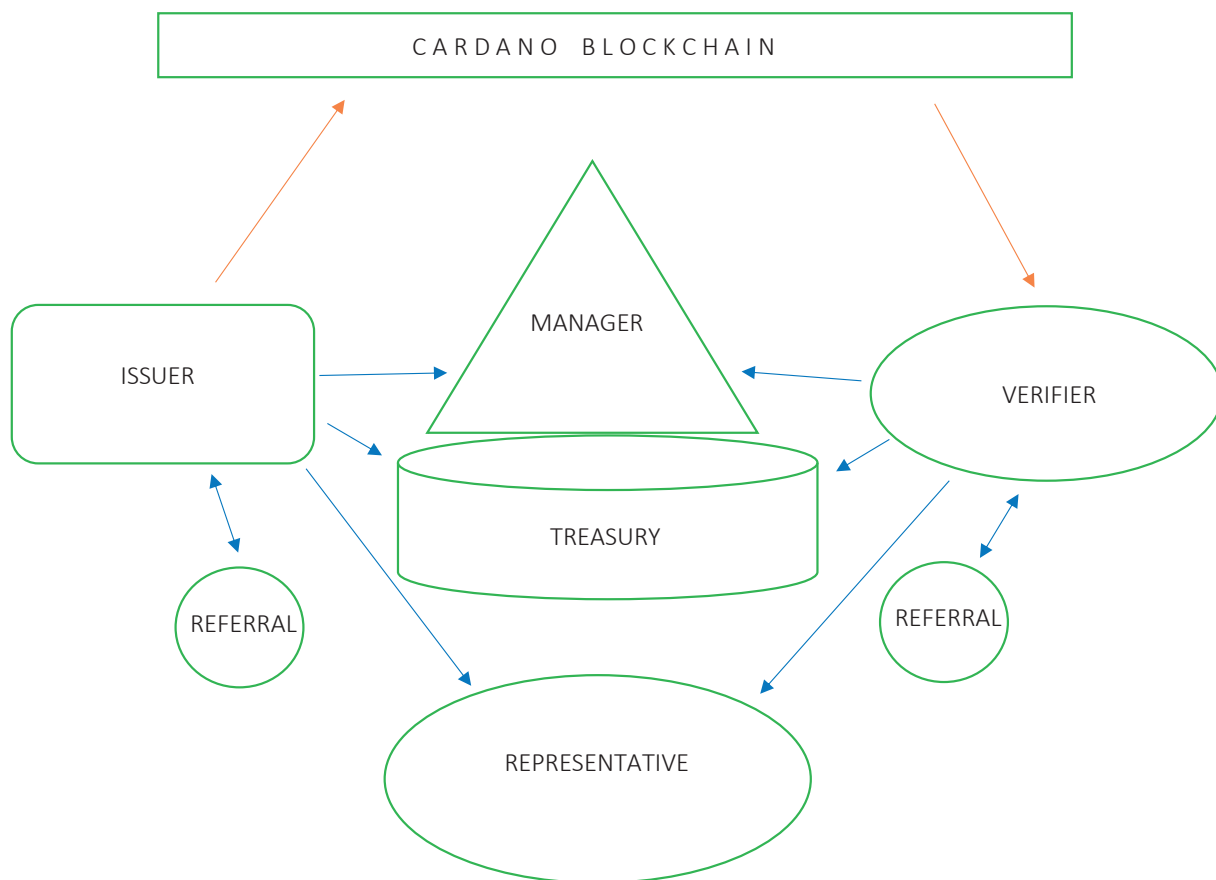 CARDANO BLOCKCHAIN
MANAGER
ISSUER
VERIFIER
TREASURY
REFERRAL
REFERRAL
REPRESENTATIVE